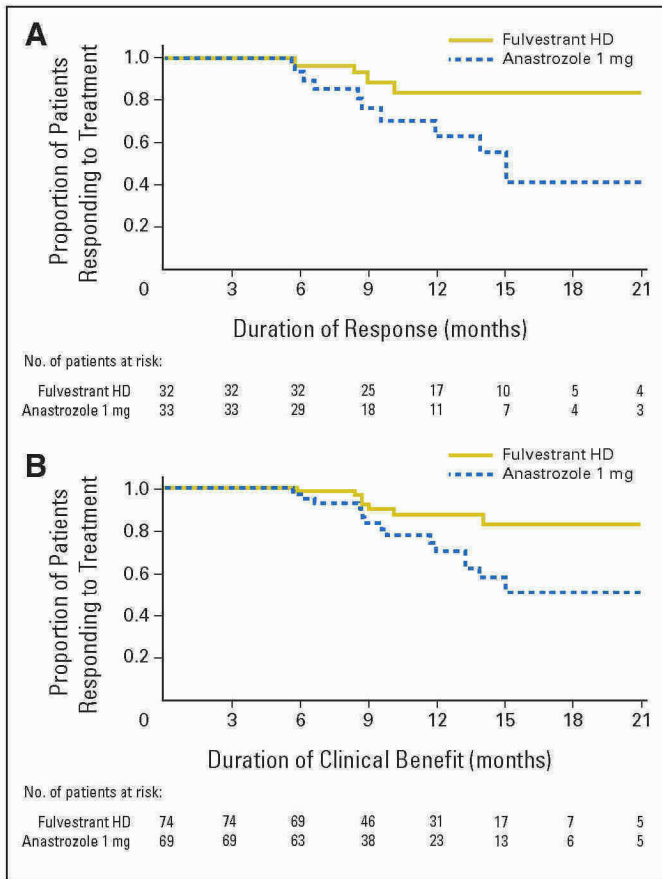 A
Fulvestrant HD
Anastrozole 1 mg
Proportion of Patients
Responding to Treatment
1.0
0.8
0.6
0.4
0.2
0
3
6
9
12
15
18
21
Duration of Response (months)
No. of patients at risk:
Fulvestrant HD 32 32 32 25 17 10 5 4
Anastrozole 1 mg 33 33 29 18 11 7 4 3
B
Fulvestrant HD
Anastrozole 1 mg
Proportion of Patients
Responding to Treatment
1.0
0.8
0.6
0.4
0.2
0
3
6
9
12
15
18
21
Duration of Clinical Benefit (months)
No. of patients at risk:
Fulvestrant HD 74 74 69 46 31 17 7 5
Anastrozole 1 mg 69 69 63 38 23 13 6 5